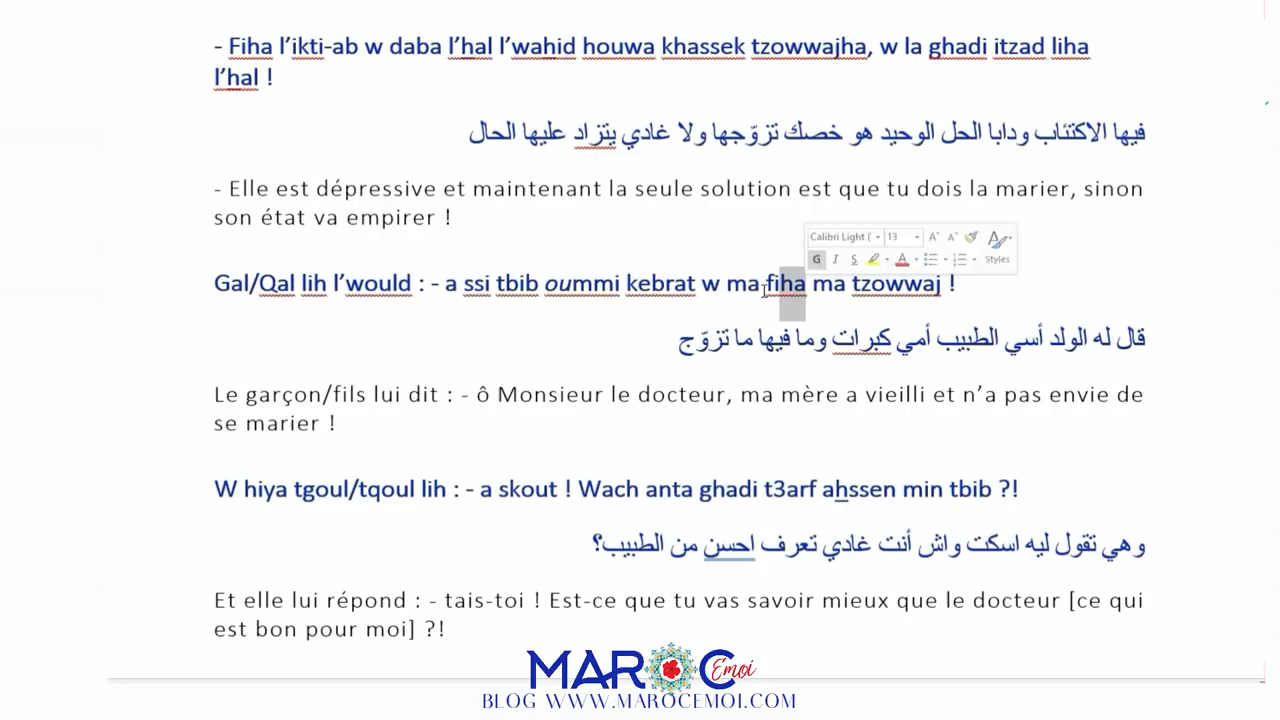 - Fiha l’ikti-ab w daba l’hal l’wahid houwa khassek tzowwajha, w la ghadi itzad liha
l’hal !
فيها الاكتئاب ودابا الحل الوحيد هو خصك تزوّجها ولا غادي يتزاد عليها الحال
- Elle est dépressive et maintenant la seule solution est que tu dois la marier, sinon
son état va empirer !
Calibri Light ( 13
G I S Styles
Gal/Qal lih l’would : - a ssi tbib oummi kebrat w ma fiha ma tzowwaj !
قال له الولد أسي الطبيب أمي كبرات وما فيها ما تزوّج
Le garçon/fils lui dit : - ô Monsieur le docteur, ma mère a vieilli et n’a pas envie de
se marier !
W hiya tgoul/tqoul lih : - a skout ! Wach anta ghadi t3arf ahssen min tbib ?!
وهي تقول ليه اسكت واش أنت غادي تعرف احسن من الطبيب؟
Et elle lui répond : - tais-toi ! Est-ce que tu vas savoir mieux que le docteur [ce qui
est bon pour moi] ?!
MAROC Emoi
BLOG WWW.MAROCEMOI.COM